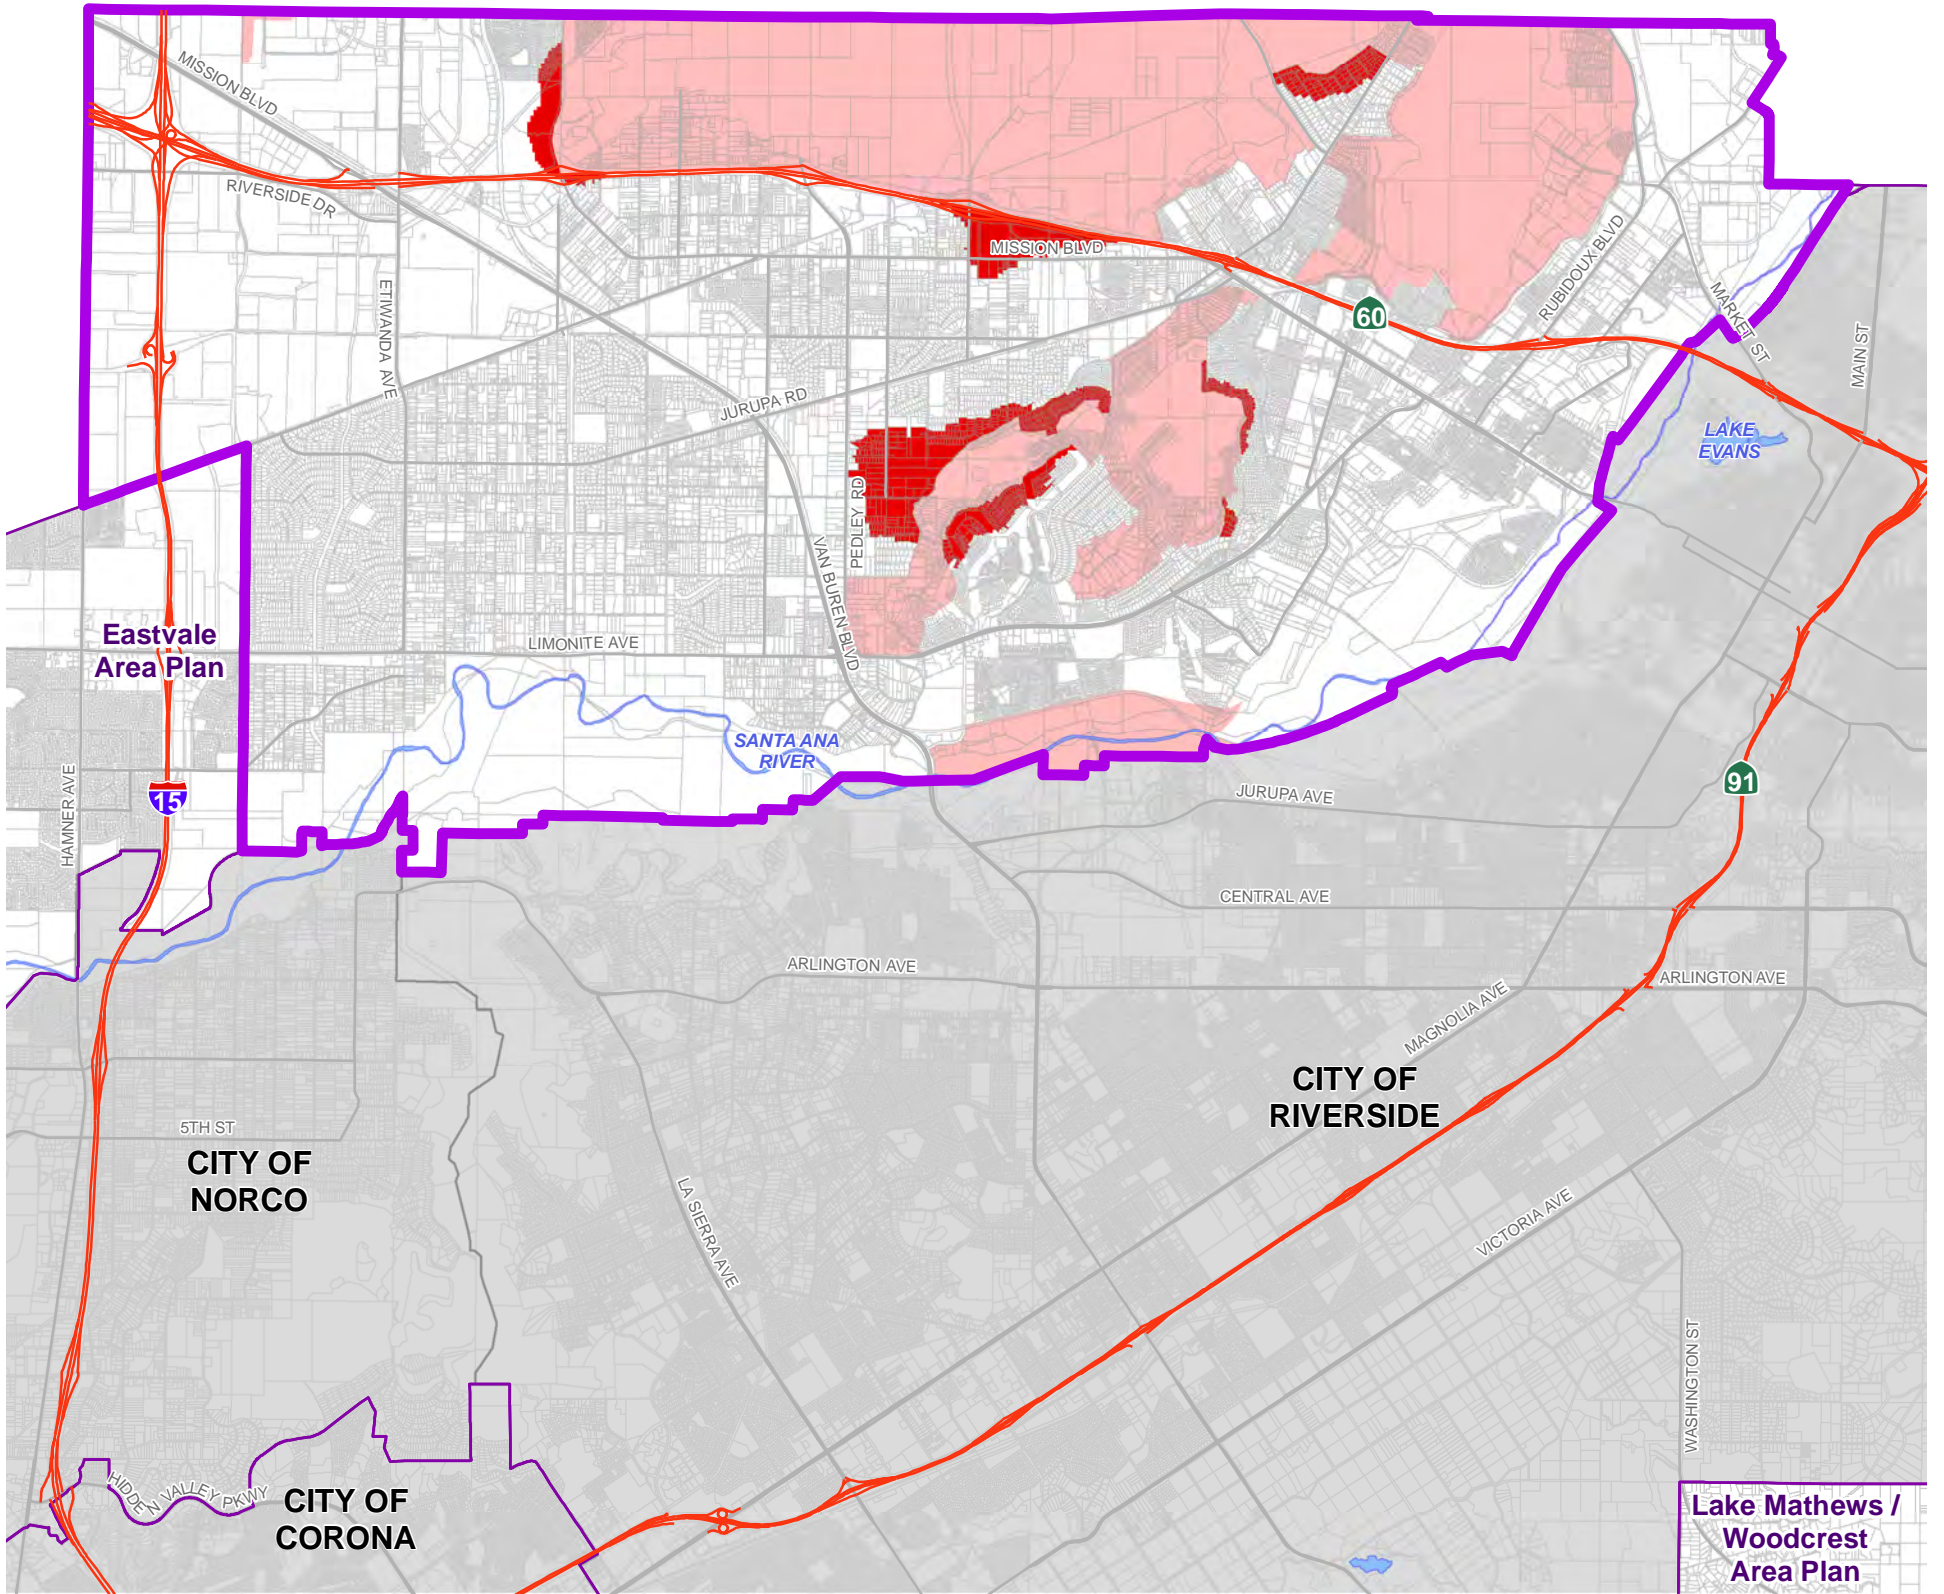 MISSION BLVD
RIVERSIDE DR
ETIWANDA AVE
MISSION BLVD
60
RUBIDOUX BLVD
MARKET ST
MAIN ST
JURUPA RD
LAKE
EVANS
PEDLEY RD
VAN BUREN BLVD
Eastvale
Area Plan
LIMONITE AVE
SANTA ANA
RIVER
HAMNER AVE
15
91
JURUPA AVE
CENTRAL AVE
ARLINGTON AVE
ARLINGTON AVE
MAGNOLIA AVE
CITY OF
RIVERSIDE
5TH ST
CITY OF
NORCO
LA SIERRA AVE
VICTORIA AVE
WASHINGTON ST
HIDDEN VALLEY PKWY
CITY OF
CORONA
Lake Mathews /
Woodcrest
Area Plan